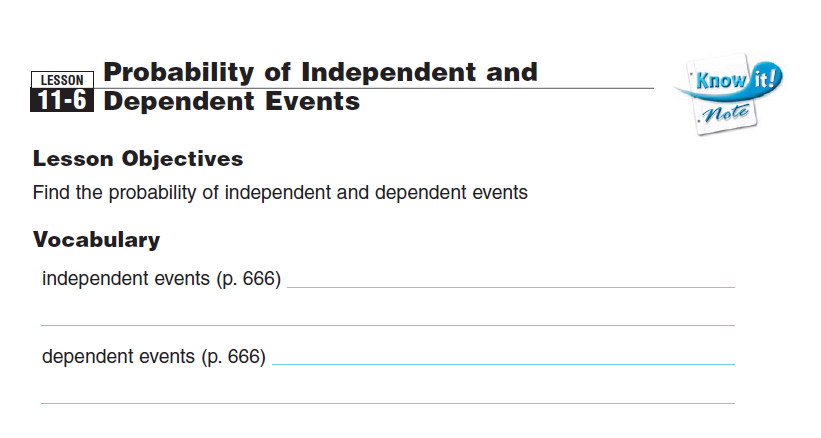 LESSON
11-6
Probability of Independent and
Dependent Events
Know it!
Note
Lesson Objectives
Find the probability of independent and dependent events
Vocabulary
independent events (p. 666)
dependent events (p. 666)